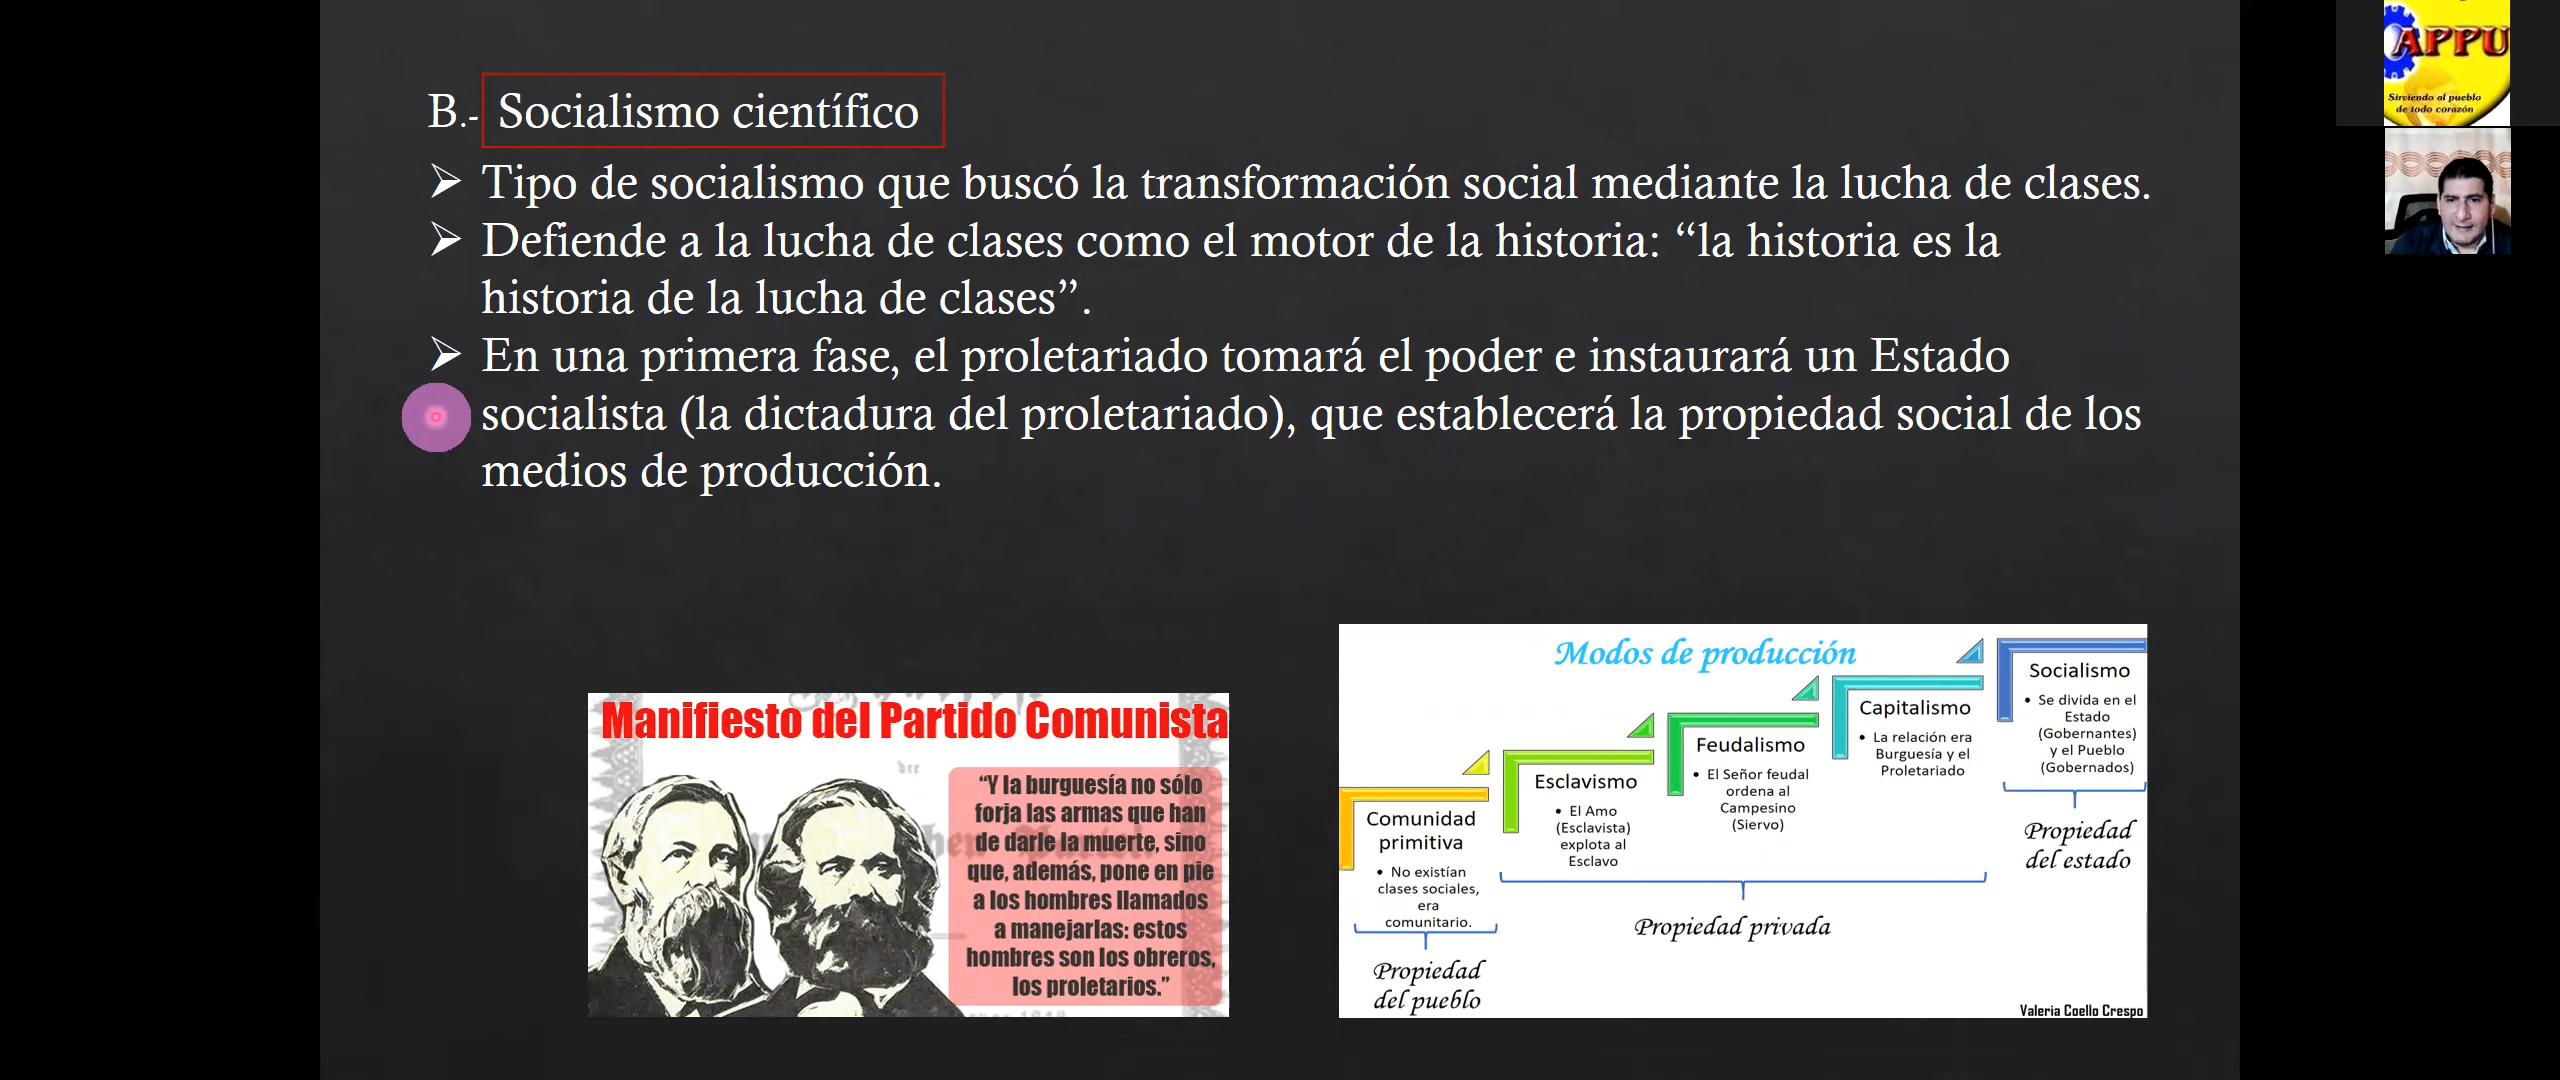 B.- Socialismo científico
Tipo de socialismo que buscó la transformación social mediante la lucha de clases.
Defiende a la lucha de clases como el motor de la historia: “la historia es la
historia de la lucha de clases”.
En una primera fase, el proletariado tomará el poder e instaurará un Estado
socialista (la dictadura del proletariado), que establecerá la propiedad social de los
medios de producción.
Manifiesto del Partido Comunista
“Y la burguesía no sólo
forja las armas que han
de darle la muerte, sino
que, además, pone en pie
a los hombres llamados
a manejarlas: estos
hombres son los obreros,
los proletarios.”
Modos de producción
Comunidad
primitiva
• No existían
clases sociales,
era
comunitario.
Propiedad
del pueblo
Esclavismo
• El Amo
(Esclavista)
explota al
Esclavo
Feudalismo
• El Señor feudal
ordena al
Campesino
(Siervo)
Capitalismo
• La relación era
Burguesía y el
Proletariado
Propiedad privada
Socialismo
• Se divida en el
Estado
(Gobernantes)
y el Pueblo
(Gobernados)
Propiedad
del estado
Valeria Coello Crespo
CAPPU
Sirviendo al pueblo
de todo corazón